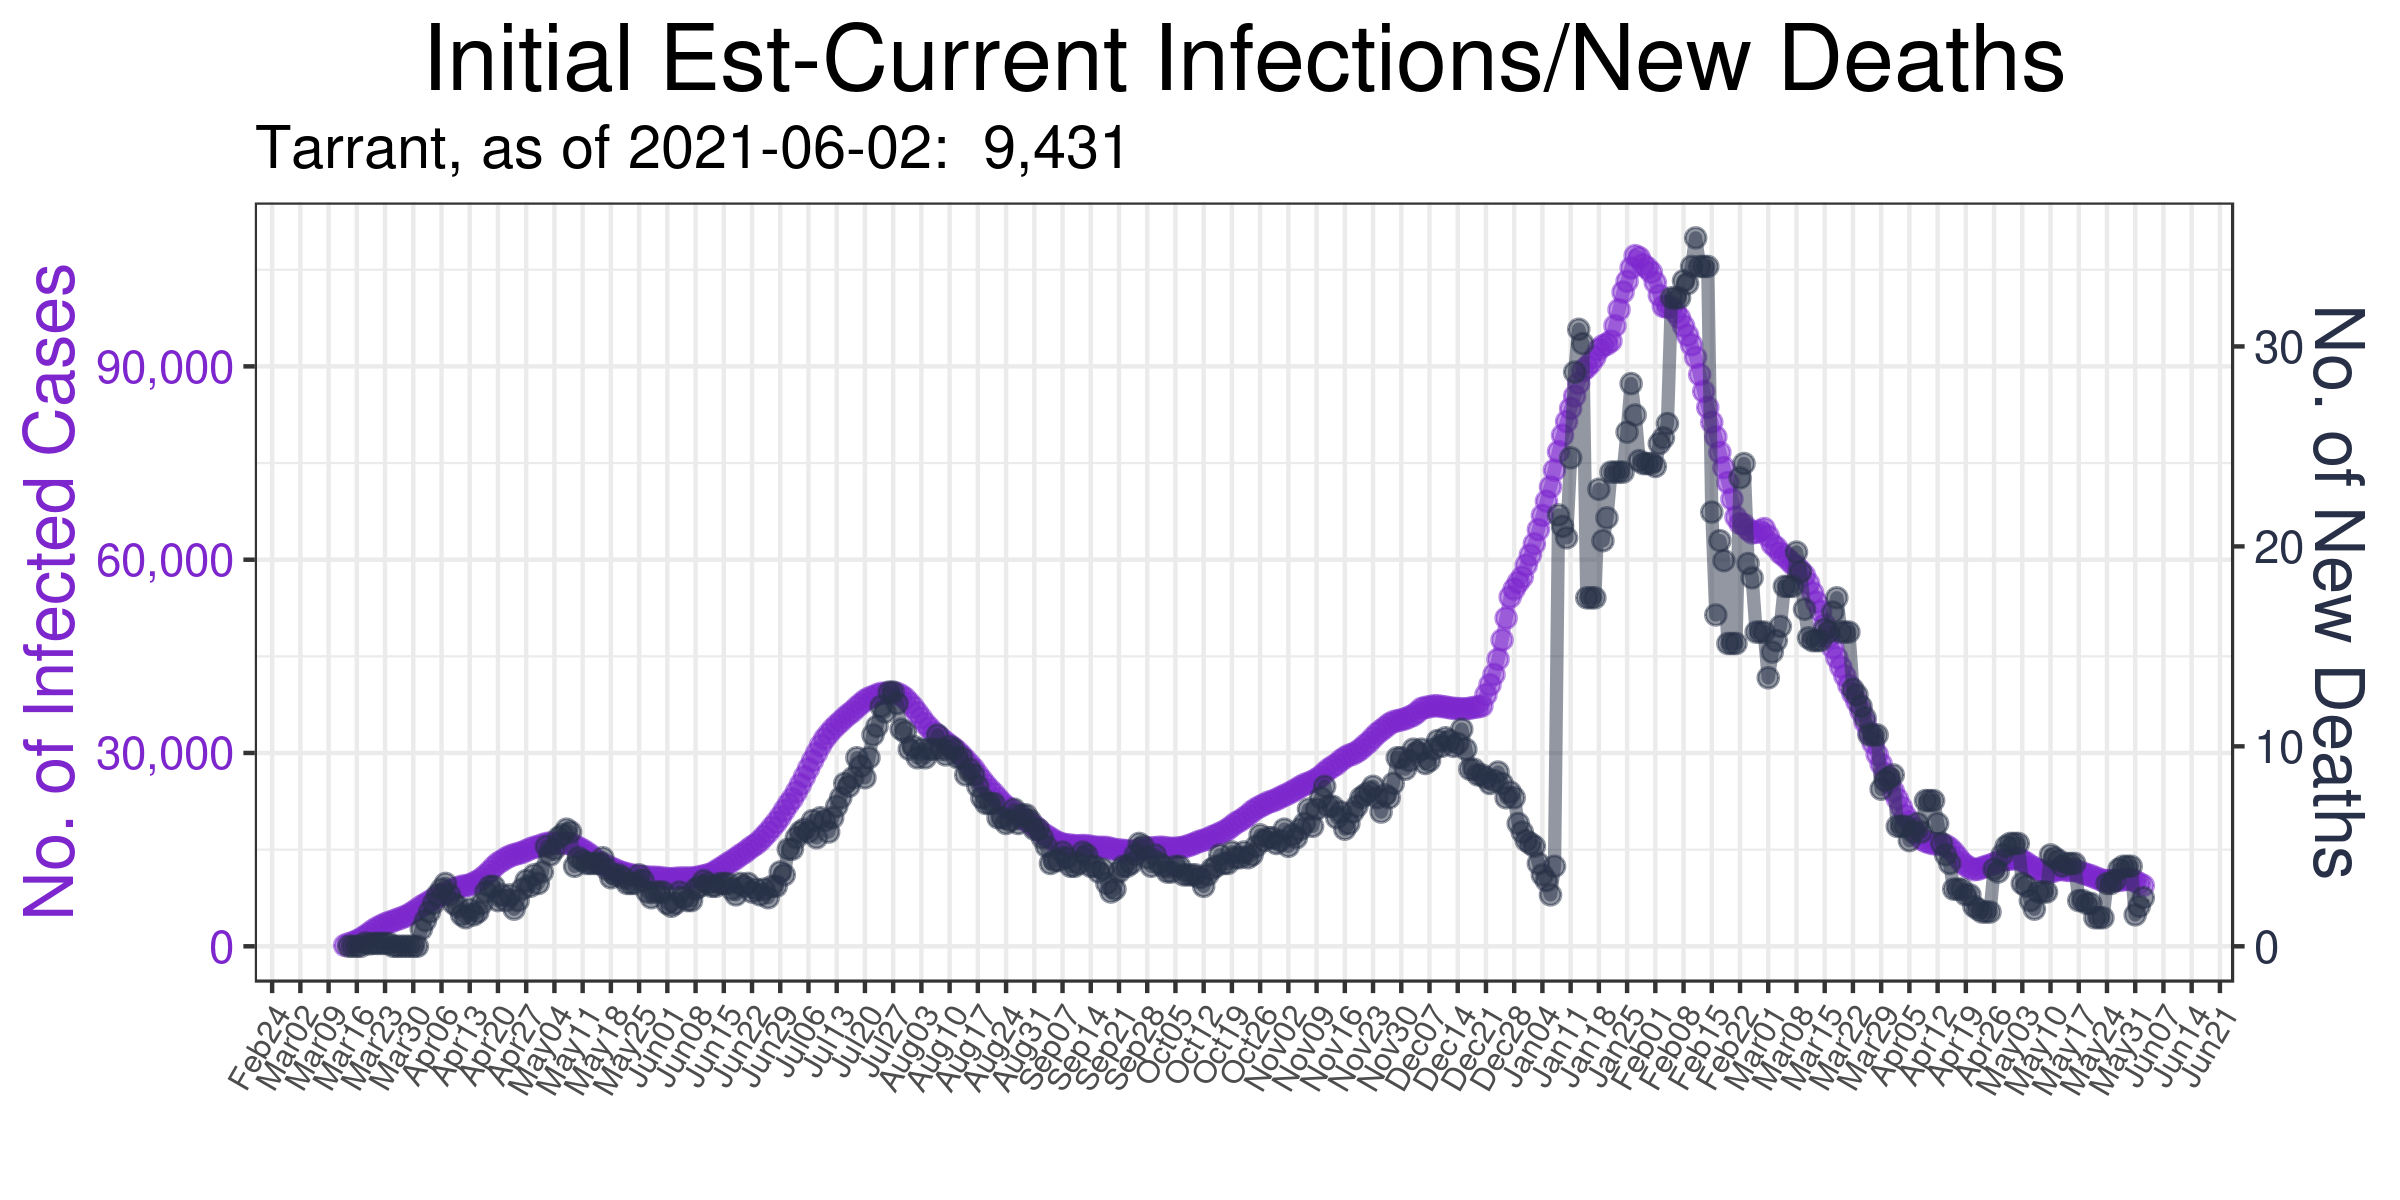 Initial Est-Current Infections/New Deaths
Tarrant, as of 2021-06-02:  9,431
No. of Infected Cases
90,000
60,000
30,000
0
30
20
10
0
No. of New Deaths
Feb24
Mar02
Mar09
Mar16
Mar23
Mar30
Apr06
Apr13
Apr20
Apr27
May04
May11
May18
May25
Jun01
Jun08
Jun15
Jun22
Jun29
Jul06
Jul13
Jul20
Jul27
Aug03
Aug10
Aug17
Aug24
Aug31
Sep07
Sep14
Sep21
Sep28
Oct05
Oct12
Oct19
Oct26
Nov02
Nov09
Nov16
Nov23
Nov30
Dec07
Dec14
Dec21
Dec28
Jan04
Jan11
Jan18
Jan25
Feb01
Feb08
Feb15
Feb22
Mar01
Mar08
Mar15
Mar22
Mar29
Apr05
Apr12
Apr19
Apr26
May03
May10
May17
May24
May31
Jun07
Jun14
Jun21